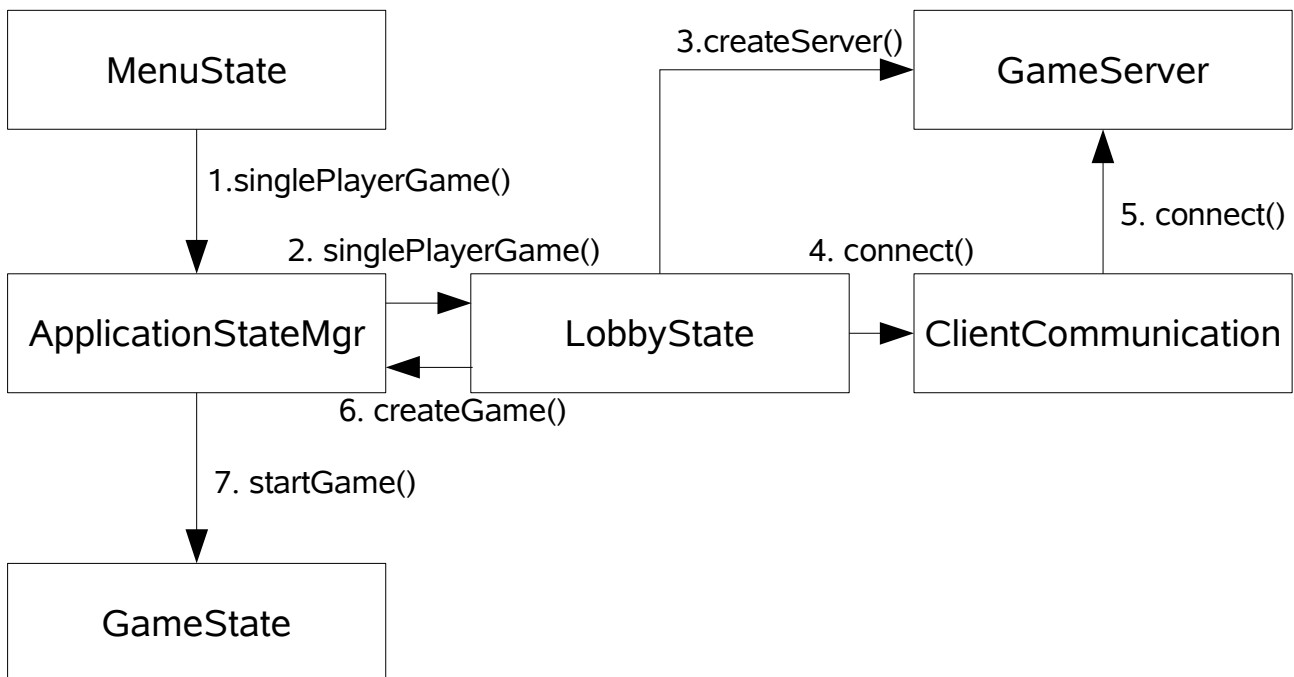 MenuState
3.createServer()
GameServer
1.singlePlayerGame()
5. connect()
2. singlePlayerGame()
4. connect()
ApplicationStateMgr
LobbyState
ClientCommunication
6. createGame()
7. startGame()
GameState